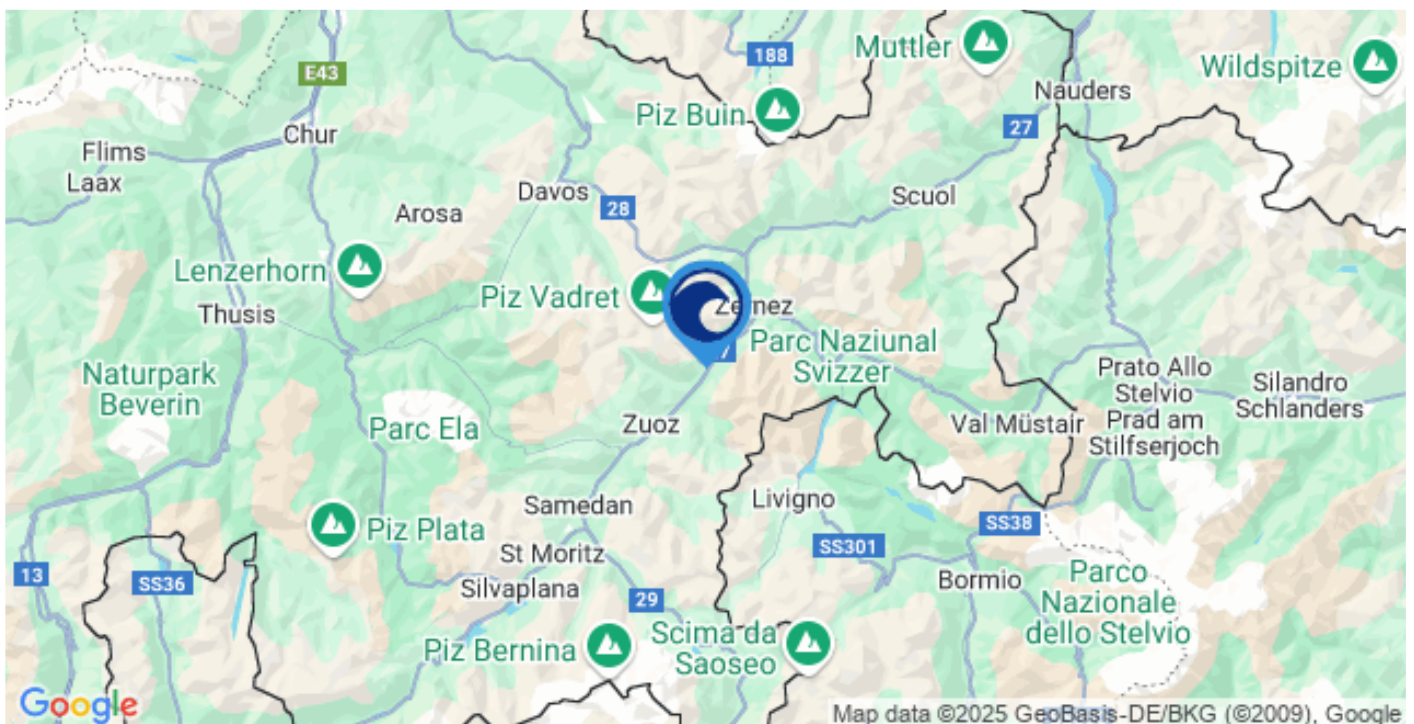 188
Muttler
Wildspitze
E43
Nauders
Piz Buin
27
Chur
Flims
Laax
Davos
Scuol
28
Arosa
Lenzerhorn
Piz Vadret
Zernez
Thusis
7
Parc Naziunal
Svizzer
Naturpark
Beverin
Prato Allo
Stelvio
Prad am
Stilfserjoch
Silandro
Schlanders
Parc Ela
Zuoz
Val Müstair
Samedan
Livigno
Piz Plata
SS38
St Moritz
SS301
13
SS36
Silvaplana
29
Bormio
Parco
Nazionale
dello Stelvio
Piz Bernina
Scima da
Saoseo
Google
Map data ©2025 GeoBasis-DE/BKG (©2009), Google